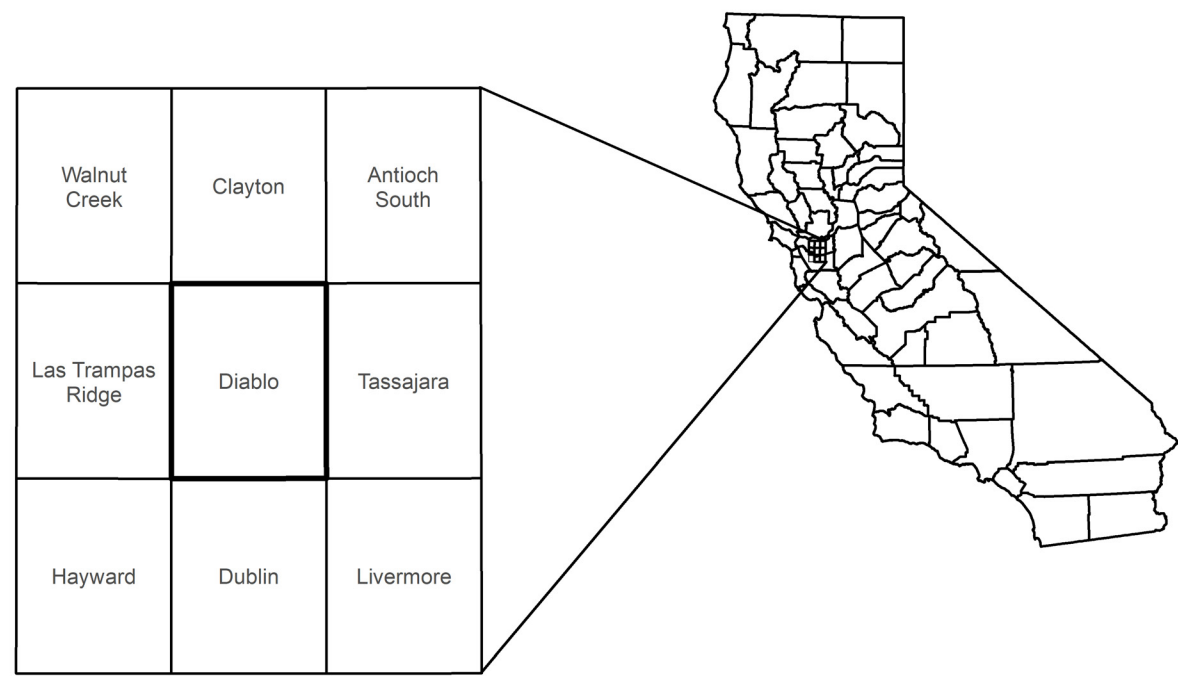 Walnut
Creek
Clayton
Antioch
South
Las Trampas
Ridge
Diablo
Tassajara
Hayward
Dublin
Livermore